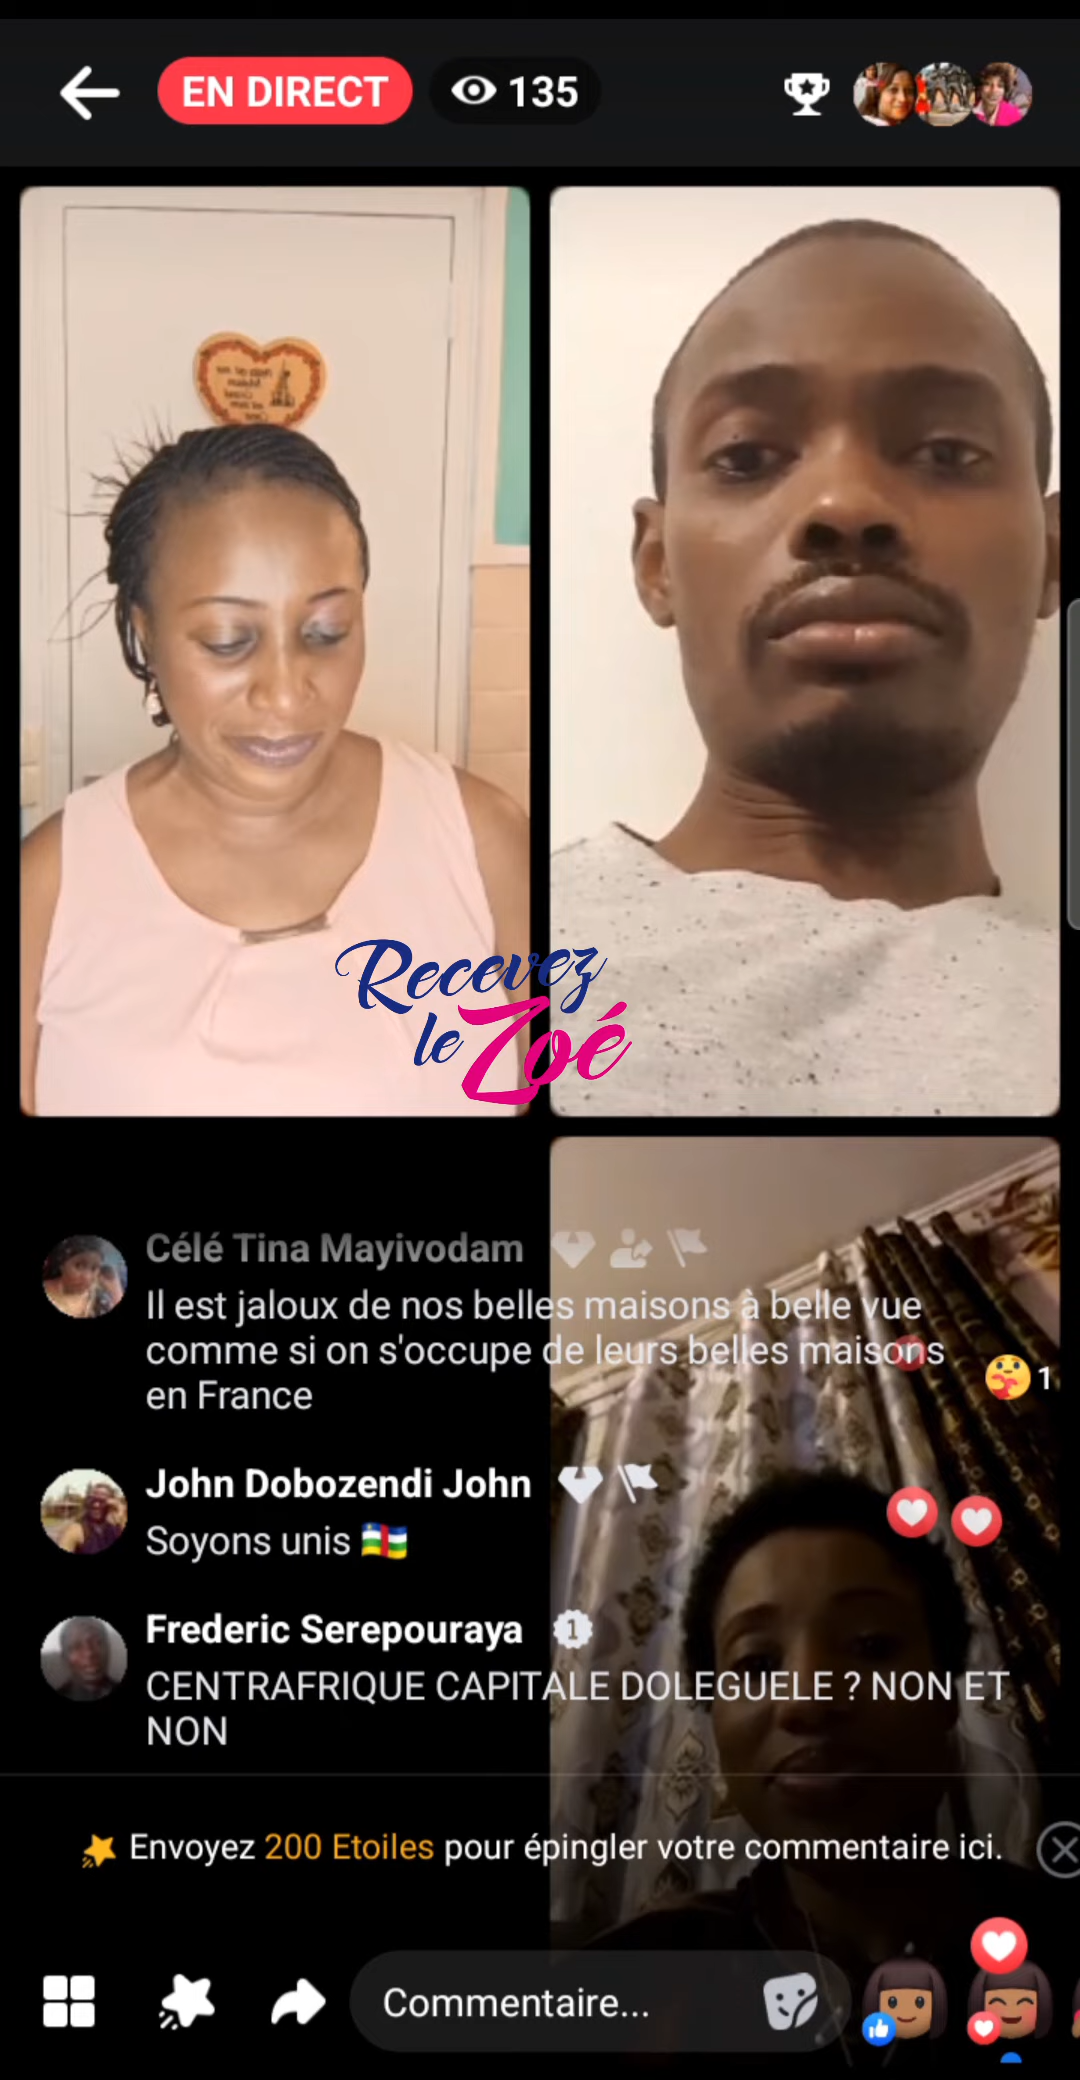 EN DIRECT
135
Recevez
le Zoé
Célé Tina Mayivodam
Il est jaloux de nos belles maisons à belle vue
comme si on s'occupe de leurs belles maisons
en France
1
John Dobozendi John
Soyons unis
Frederic Serepouraya
1
CENTRAFRIQUE CAPITALE DOLEGUELE ? NON ET
NON
Envoyez 200 Etoiles pour épingler votre commentaire ici.
Commentaire...